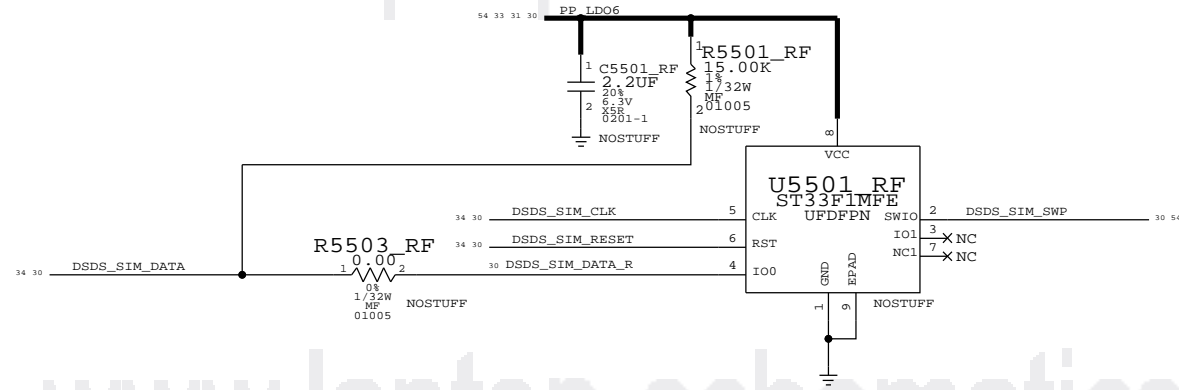 54 33 31 30 PP_LDO6
1
C5501_RF
2.2UF
20%
6.3V
X5R
0201-1
2
NOSTUFF
1
R5501_RF
15.00K
1%
1/32W
MF
01005
2
NOSTUFF
8
VCC
U5501_RF
ST33F1MFE
UFDFPN
34 30 DSDS_SIM_CLK 5 CLK
34 30 DSDS_SIM_RESET 6 RST
30 DSDS_SIM_DATA_R 4 IO0
SWIO 2 DSDS_SIM_SWP 30 54
IO1 3 NC
NC1 7 NC
GND
EPAD
1
9
NOSTUFF
34 30 DSDS_SIM_DATA
R5503_RF
1 0.00 2
0%
1/32W
MF
01005
NOSTUFF